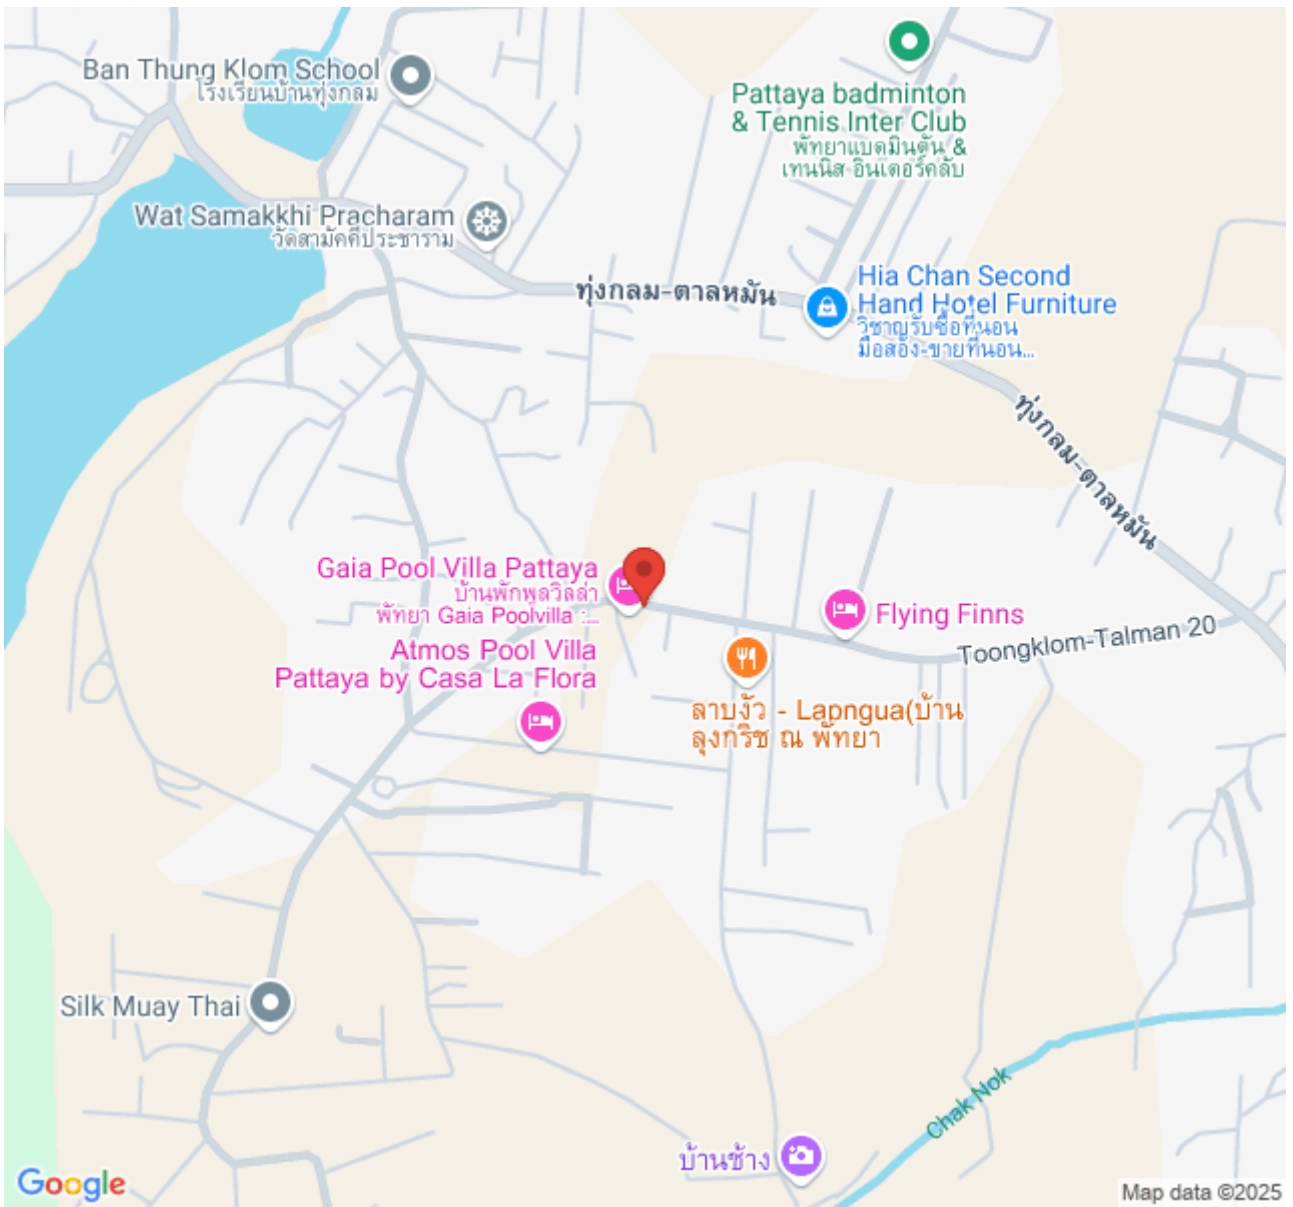 Ban Thung Klom School
โรงเรียนบ้านทุ่งกลม
Pattaya badminton
& Tennis Inter Club
พัทยาแบดมินตัน &
เทนนิส อินเตอร์คลับ
Wat Samakkhi Pracharam
วัดสามัคคีประชาราม
ทุ่งกลม-ตาลหมัน
Hia Chan Second
Hand Hotel Furniture
วิชาญรับซื้อที่นอน
มือสอง-ขายที่นอน...
ทุ่งกลม-ตาลหมัน
Gaia Pool Villa Pattaya
บ้านพักพูลวิลล่า
พัทยา Gaia Poolvilla :...
Flying Finns
Toongklom-Talman 20
Atmos Pool Villa
Pattaya by Casa La Flora
ลาบงัว - Lapngua(บ้าน
ลุงกริช ณ พัทยา
Silk Muay Thai
Chak Nok
บ้านช้าง
Google
Map data ©2025